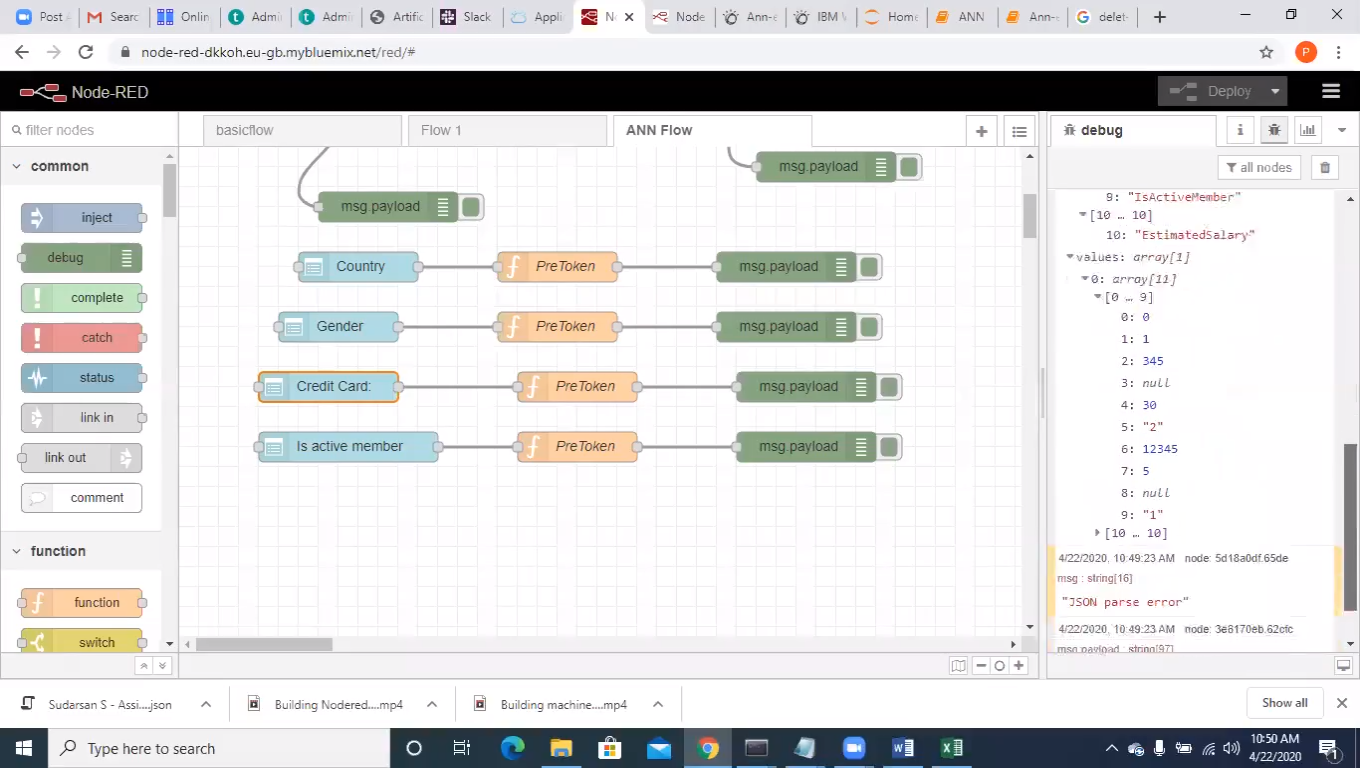 Post A
Searc
Onlin
Admi
Admi
Artific
Slack
Appli
N
Node
Ann-e
IBM
Home
ANN
Ann-
delet-
node-red-dkkoh.eu-gb.mybluemix.net/red/#
P
Node-RED
Deploy
filter nodes
basicflow
Flow 1
ANN Flow
debug
i
all nodes
common
inject
debug
complete
catch
status
link in
link out
comment
function
function
switch
msg.payload
msg.payload
Country
PreToken
msg.payload
Gender
PreToken
msg.payload
Credit Card:
PreToken
msg.payload
Is active member
PreToken
msg.payload
9: "IsActiveMember"
[10 … 10]
10: "EstimatedSalary"
values: array[1]
0: array[11]
[0 … 9]
0: 0
1: 1
2: 345
3: null
4: 30
5: "2"
6: 12345
7: 5
8: null
9: "1"
[10 … 10]
4/22/2020, 10:49:23 AM node: 5d18a0df.65de
msg : string[16]
"JSON parse error"
4/22/2020, 10:49:23 AM node: 3e6170eb.62cfc
msg.payload : string[97]
Sudarsan S - Assi....json
Building Nodered....mp4
Building machine....mp4
Show all
Type here to search
10:50 AM
4/22/2020
1